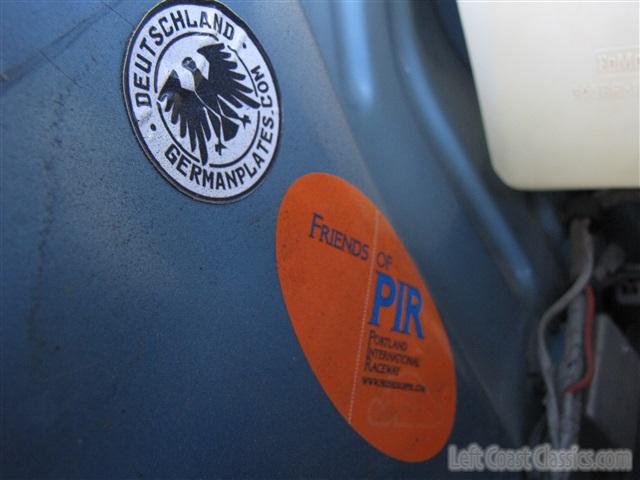 DEUTSCHLAND
GERMANPLATES.COM
FRIENDS OF
PIR
PORTLAND
INTERNATIONAL
RACEWAY
Left Coast Classics.com